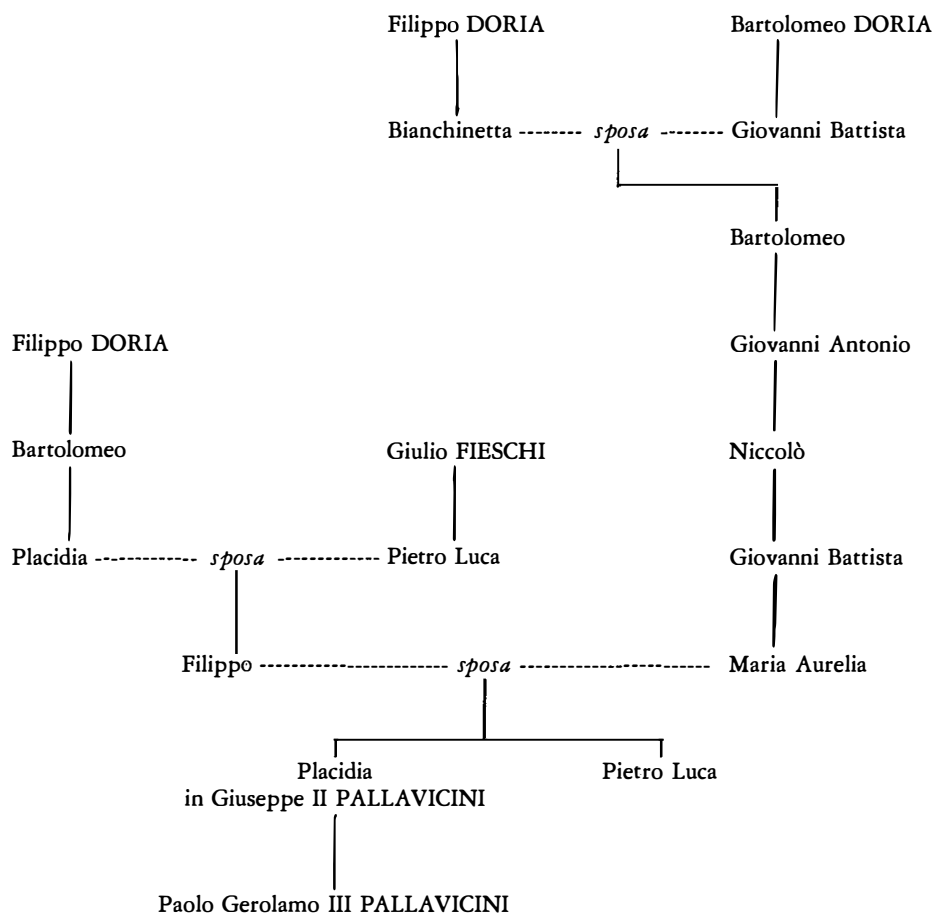 Filippo DORIA Bartolomeo DORIA
Bianchinetta -------- sposa -------- Giovanni Battista
Bartolomeo
Filippo DORIA Giovanni Antonio
Bartolomeo Giulio FIESCHI Niccolò
Placidia ------------- sposa -------------- Pietro Luca Giovanni Battista
Filippo ------------------------ sposa ------------------------ Maria Aurelia
Placidia Pietro Luca
in Giuseppe II PALLAVICINI
Paolo Gerolamo III PALLAVICINI